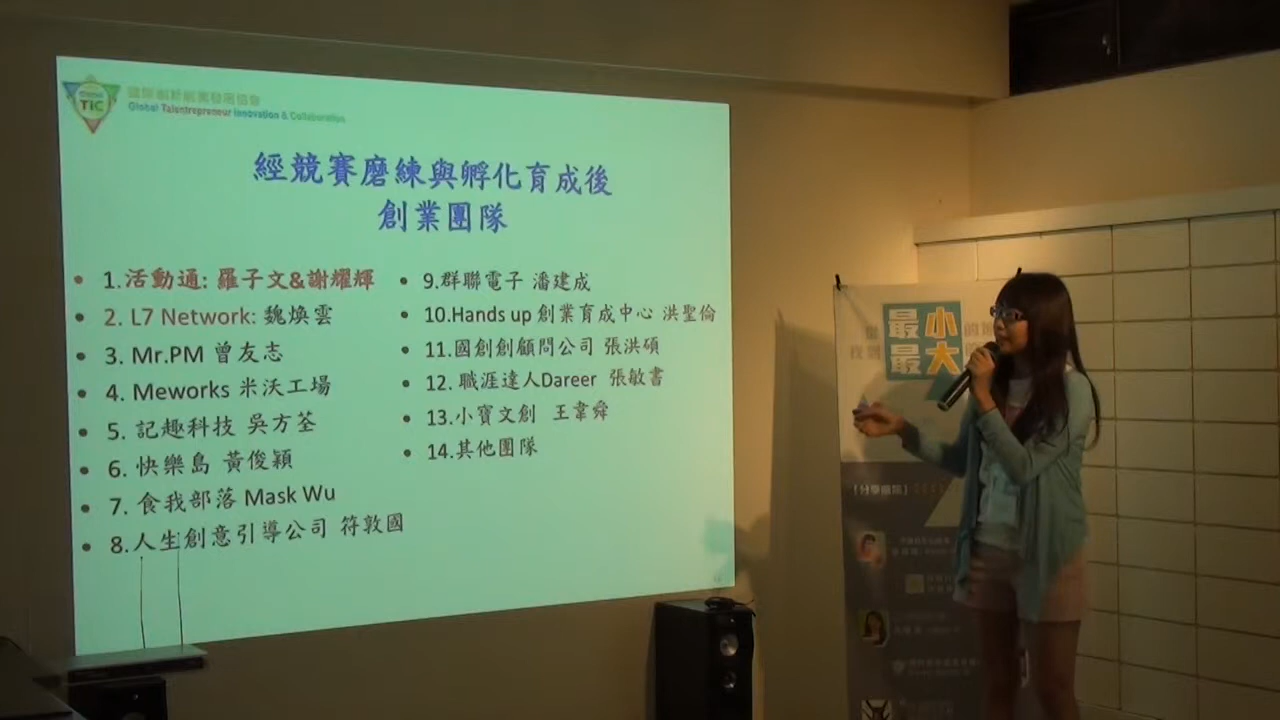 TIC
國際創新創業發展協會
Global Talentrepreneur Innovation & Collaboration
經競賽磨練與孵化育成後
創業團隊
• 1.活動通: 羅子文&謝耀輝
• 2. L7 Network: 魏煥雲
• 3. Mr.PM 曾友志
• 4. Meworks 米沃工場
• 5. 記趣科技 吳方荃
• 6. 快樂島 黃俊穎
• 7. 食我部落 Mask Wu
• 8.人生創意引導公司 符敦國
• 9.群聯電子 潘建成
• 10.Hands up 創業育成中心 洪聖倫
• 11.國創創顧問公司 張洪碩
• 12. 職涯達人Dareer 張敏書
• 13.小寶文創 王韋舜
• 14.其他團隊
最小
最大